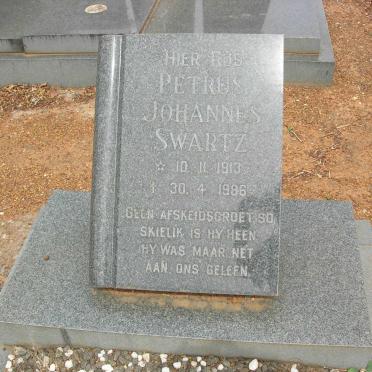 HIER RUS
PETRUS
JOHANNES
SWARTZ
☆ 10.11.1913
† 30.4.1986
GEEN AFSKEIDSGROET, SO
SKIELIK IS HY HEEN.
HY WAS MAAR NET
AAN ONS GELEEN.